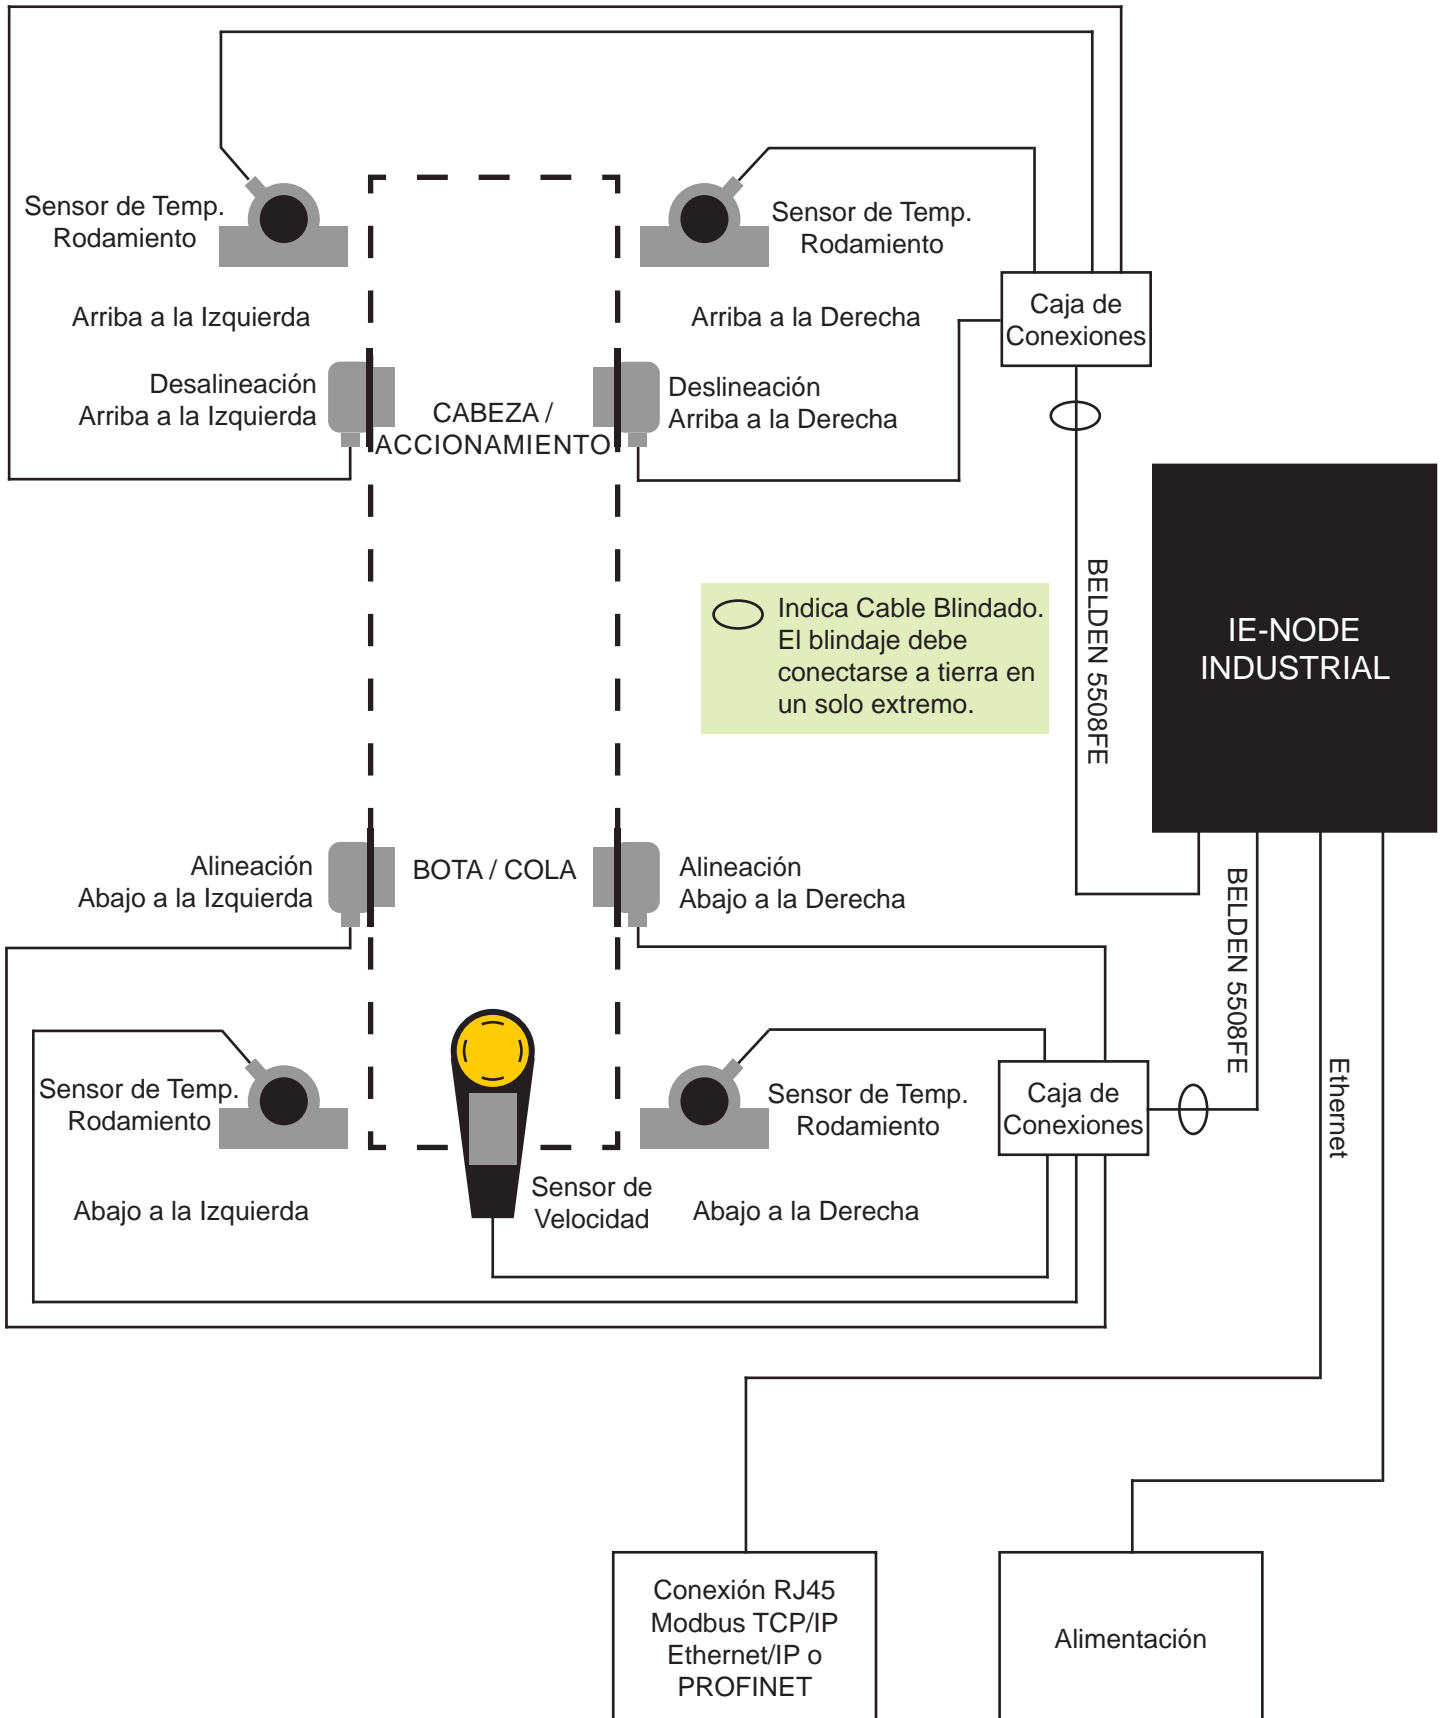 Sensor de Temp.
Rodamiento
Sensor de Temp.
Rodamiento
Arriba a la Izquierda
Arriba a la Derecha
Caja de
Conexiones
Desalineación
Arriba a la Izquierda
CABEZA /
ACCIONAMIENTO
Deslineación
Arriba a la Derecha
BELDEN 5508FE
Indica Cable Blindado.
El blindaje debe
conectarse a tierra en
un solo extremo.
IE-NODE
INDUSTRIAL
Alineación
Abajo a la Izquierda
BOTA / COLA
Alineación
Abajo a la Derecha
BELDEN 5508FE
Ethernet
Sensor de Temp.
Rodamiento
Sensor de Temp.
Rodamiento
Caja de
Conexiones
Abajo a la Izquierda
Sensor de
Velocidad
Abajo a la Derecha
Conexión RJ45
Modbus TCP/IP
Ethernet/IP o
PROFINET
Alimentación